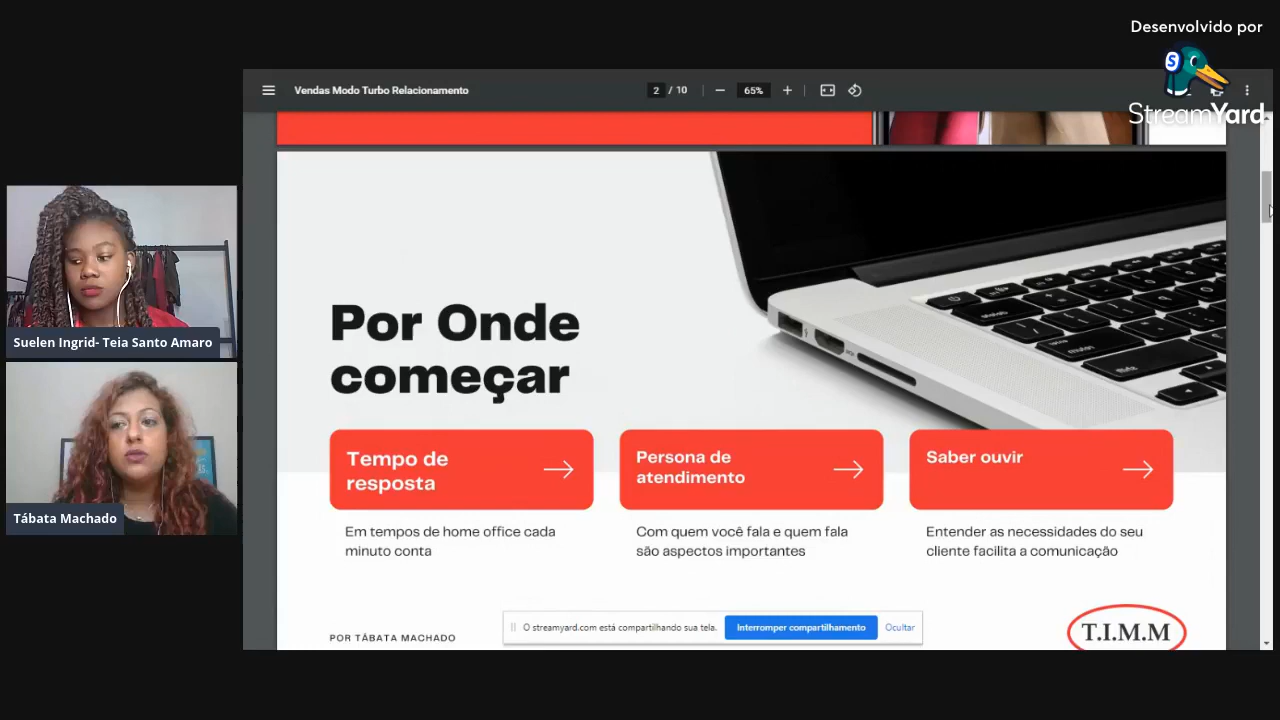 Desenvolvido por
StreamYard
Vendas Modo Turbo Relacionamento
2 / 10
65%
Por Onde
começar
Tempo de
resposta
Em tempos de home office cada
minuto conta
Persona de
atendimento
Com quem você fala e quem fala
são aspectos importantes
Saber ouvir
Entender as necessidades do seu
cliente facilita a comunicação
Suelen Ingrid- Teia Santo Amaro
Tábata Machado
O streamyard.com está compartilhando sua tela.
Interromper compartilhamento
Ocultar
POR TÁBATA MACHADO
T.I.M.M